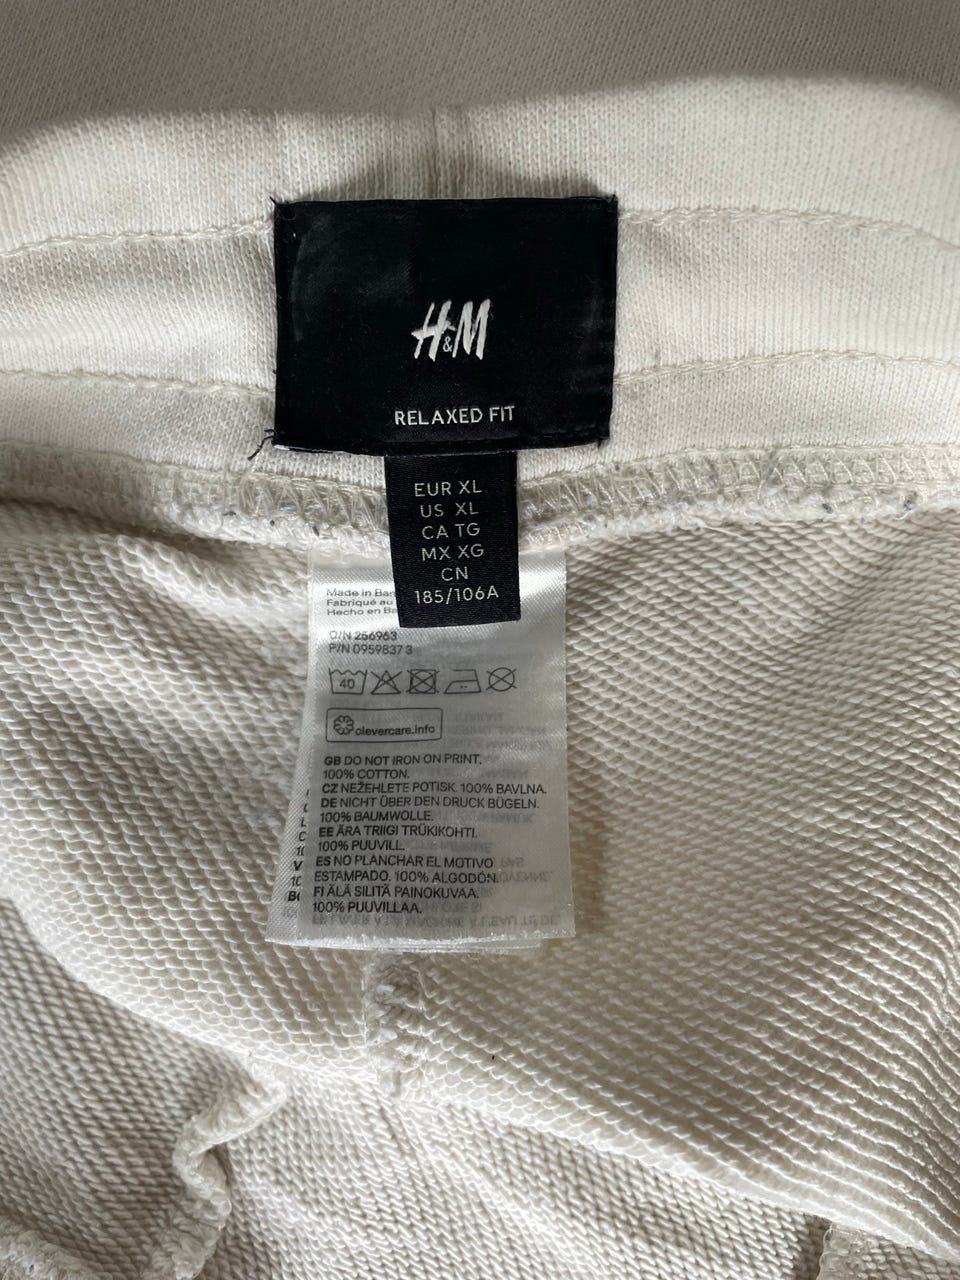 H&M
RELAXED FIT
EUR XL
US XL
CA TG
MX XG
CN
185/106A
Made in
Fabriqué au
Hecho en
O/N 256963
P/N 0959837 3
40
clevercare.info
GB DO NOT IRON ON PRINT.
100% COTTON.
CZ NEŽEHLETE POTISK. 100% BAVLNA.
DE NICHT ÜBER DEN DRUCK BÜGELN.
100% BAUMWOLLE.
EE ÄRA TRIIGI TRÜKIKOHTI.
100% PUUVILL.
ES NO PLANCHAR EL MOTIVO
ESTAMPADO. 100% ALGODÓN.
FI ÄLÄ SILITÄ PAINOKUVAA.
100% PUUVILLAA.